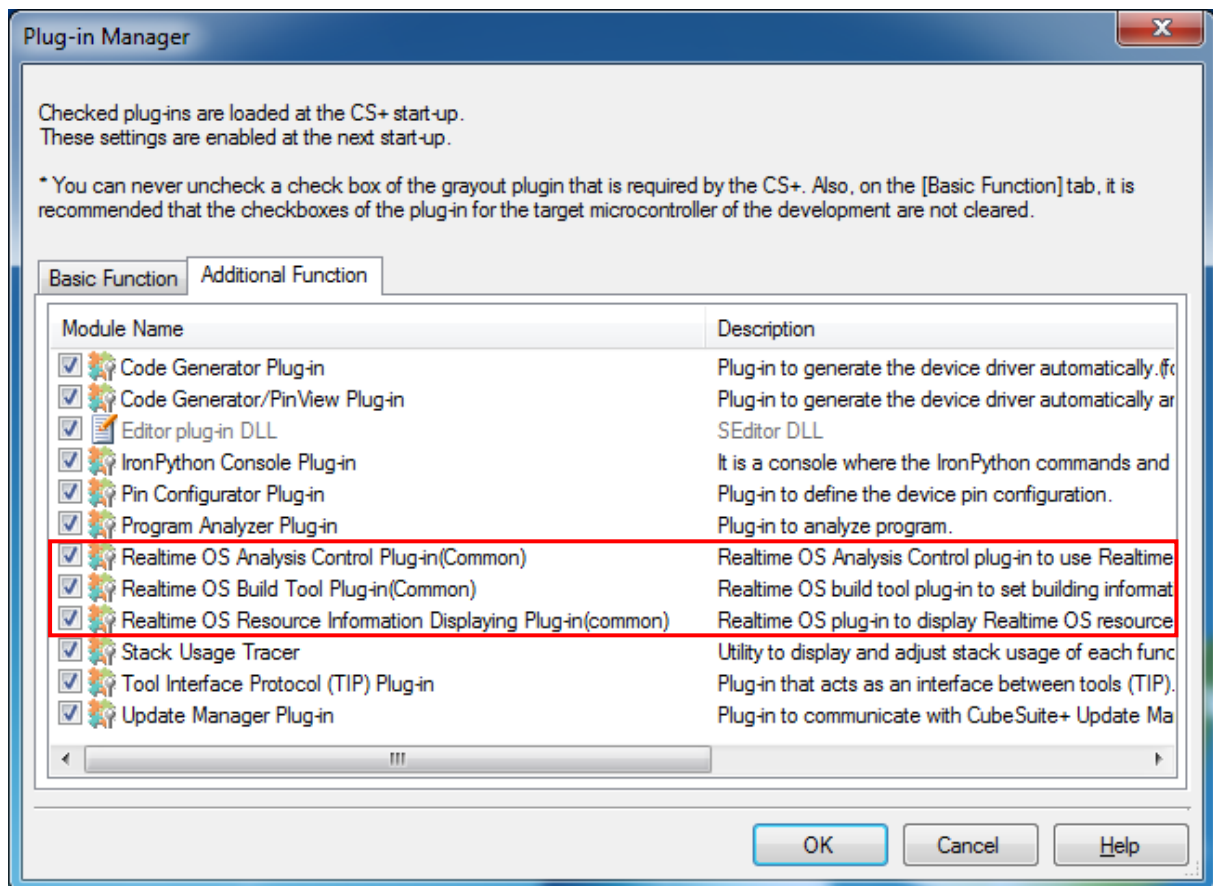 Plug-in Manager
Checked plug-ins are loaded at the CS+ start-up.
These settings are enabled at the next start-up.
* You can never uncheck a check box of the grayout plugin that is required by the CS+. Also, on the [Basic Function] tab, it is
recommended that the checkboxes of the plug-in for the target microcontroller of the development are not cleared.
Basic Function Additional Function
Module Name Description
Code Generator Plug-in Plug-in to generate the device driver automatically.(fo
Code Generator/PinView Plug-in Plug-in to generate the device driver automatically ar
Editor plug-in DLL SEditor DLL
IronPython Console Plug-in It is a console where the IronPython commands and
Pin Configurator Plug-in Plug-in to define the device pin configuration.
Program Analyzer Plug-in Plug-in to analyze program.
Realtime OS Analysis Control Plug-in(Common) Realtime OS Analysis Control plug-in to use Realtime
Realtime OS Build Tool Plug-in(Common) Realtime OS build tool plug-in to set building informat
Realtime OS Resource Information Displaying Plug-in(common) Realtime OS plug-in to display Realtime OS resource
Stack Usage Tracer Utility to display and adjust stack usage of each func
Tool Interface Protocol (TIP) Plug-in Plug-in that acts as an interface between tools (TIP).
Update Manager Plug-in Plug-in to communicate with CubeSuite+ Update Ma
OK Cancel Help